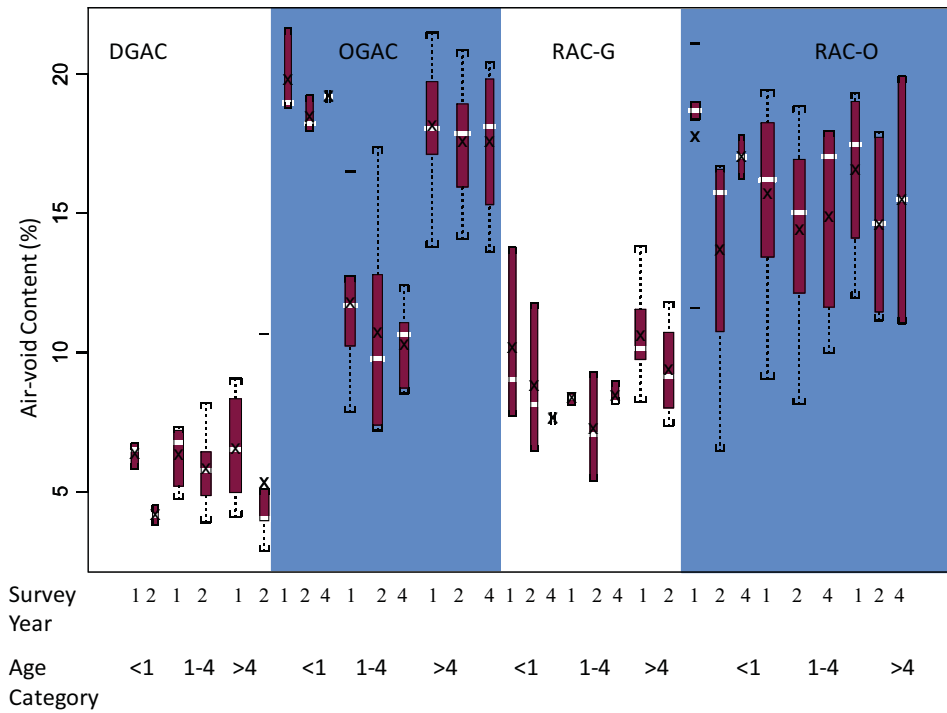 DGAC OGAC RAC-G RAC-O
Air-void Content (%)
20
15
10
5
Survey Year 1 2 1 2 1 2 1 2 4 1 2 4 1 2 4 1 2 4 1 2 4 1 2 1 2 4 1 2 4 1 2 4
Age Category <1 1-4 >4 <1 1-4 >4 <1 1-4 >4 <1 1-4 >4